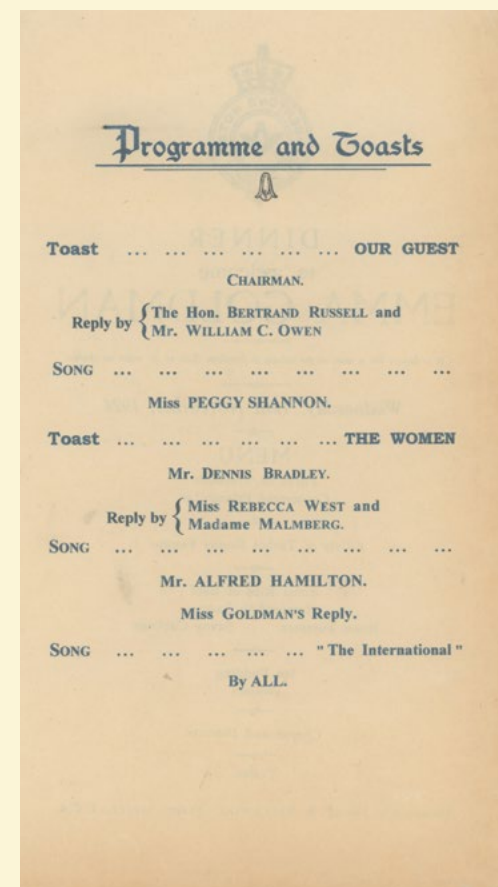 Programme and Toasts
Toast ... ... ... ... ... ... OUR GUEST
CHAIRMAN.
Reply by { The Hon. BERTRAND RUSSELL and
Mr. WILLIAM C. OWEN
SONG ... ... ... ... ... ... ... ...
Miss PEGGY SHANNON.
Toast ... ... ... ... ... ... THE WOMEN
Mr. DENNIS BRADLEY.
Reply by { Miss REBECCA WEST and
Madame MALMBERG.
SONG ... ... ... ... ... ... ... ...
Mr. ALFRED HAMILTON.
Miss GOLDMAN'S Reply.
SONG ... ... ... ... ... "The International"
By ALL.